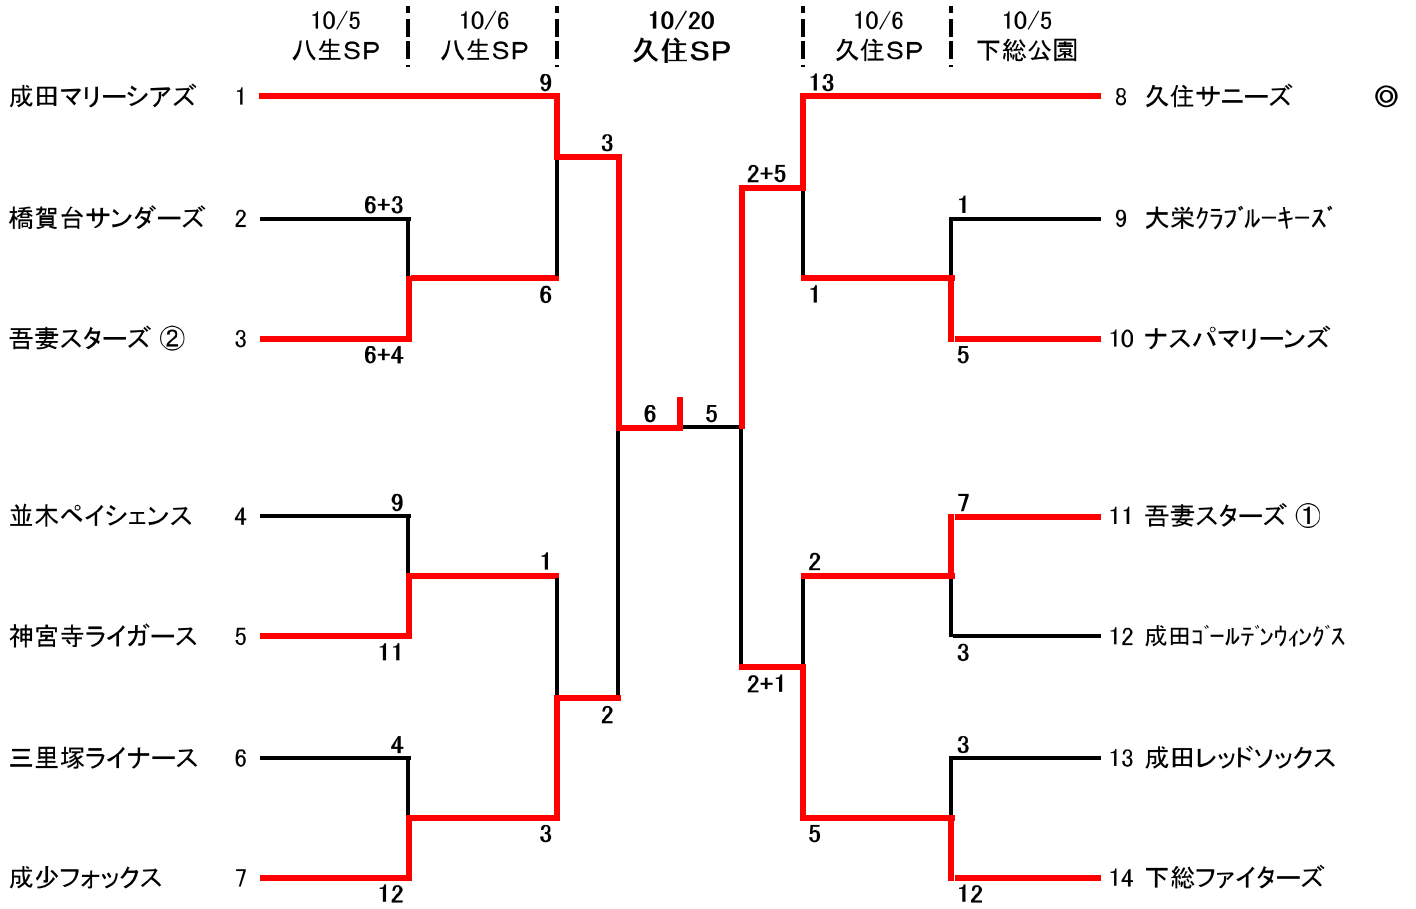 10/5 10/6 10/20 10/6 10/5
八生SP 八生SP 久住SP 久住SP 下総公園
成田マリーシアズ 1 9 13 8 久住サニーズ ◎
3 2+5
橋賀台サンダーズ 2 6+3 1 9 大栄ｸﾗﾌﾞﾙｰｷｰｽﾞ
6 1
吾妻スターズ ② 3 6+4 5 10 ナスパマリーンズ
6 5
並木ペイシェンス 4 9 7 11 吾妻スターズ ①
1 2
神宮寺ライガース 5 11 3 12 成田ｺﾞｰﾙﾃﾞﾝｳｨﾝｸﾞｽ
2 2+1
三里塚ライナース 6 4 3 13 成田レッドソックス
3 5
成少フォックス 7 12 12 14 下総ファイターズ